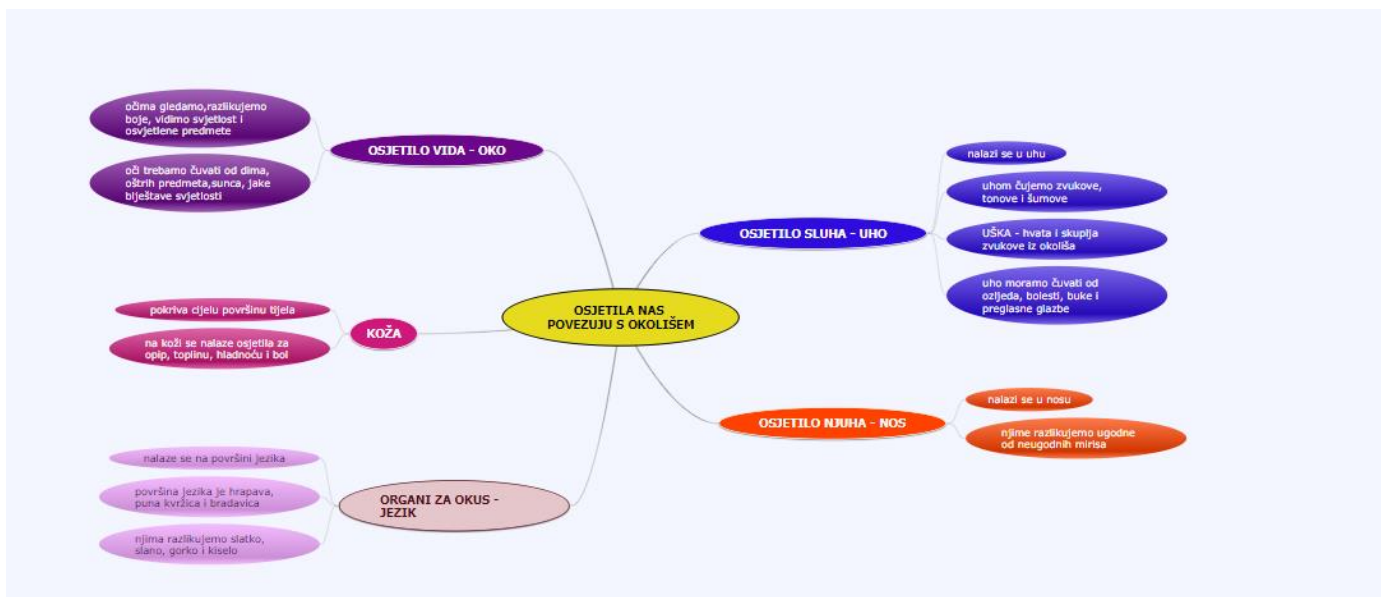 OSJETILA NAS
POVEZUJU S OKOLIŠEM
OSJETILO VIDA - OKO
očima gledamo,razlikujemo
boje, vidimo svjetlost i
osvjetlene predmete
oči trebamo čuvati od dima,
oštrih predmeta,sunca, jake
blještave svjetlosti
KOŽA
pokriva cijelu površinu tijela
na koži se nalaze osjetila za
opip, toplinu, hladnoću i bol
ORGANI ZA OKUS -
JEZIK
nalaze se na površini jezika
površina jezika je hrapava,
puna kvržica i bradavica
njima razlikujemo slatko,
slano, gorko i kiselo
OSJETILO SLUHA - UHO
nalazi se u uhu
uhom čujemo zvukove,
tonove i šumove
UŠKA - hvata i skuplja
zvukove iz okoliša
uho moramo čuvati od
ozljeda, bolesti, buke i
preglasne glazbe
OSJETILO NJUHA - NOS
nalazi se u nosu
njime razlikujemo ugodne
od neugodnih mirisa